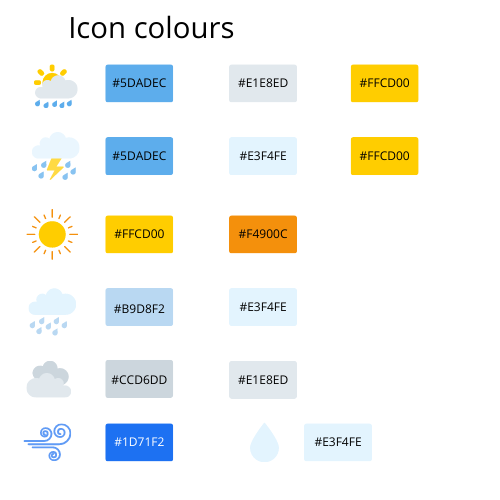 Icon colours
#5DADEC #E1E8ED #FFCD00
#5DADEC #E3F4FE #FFCD00
#FFCD00 #F4900C
#B9D8F2 #E3F4FE
#CCD6DD #E1E8ED
#1D71F2 #E3F4FE